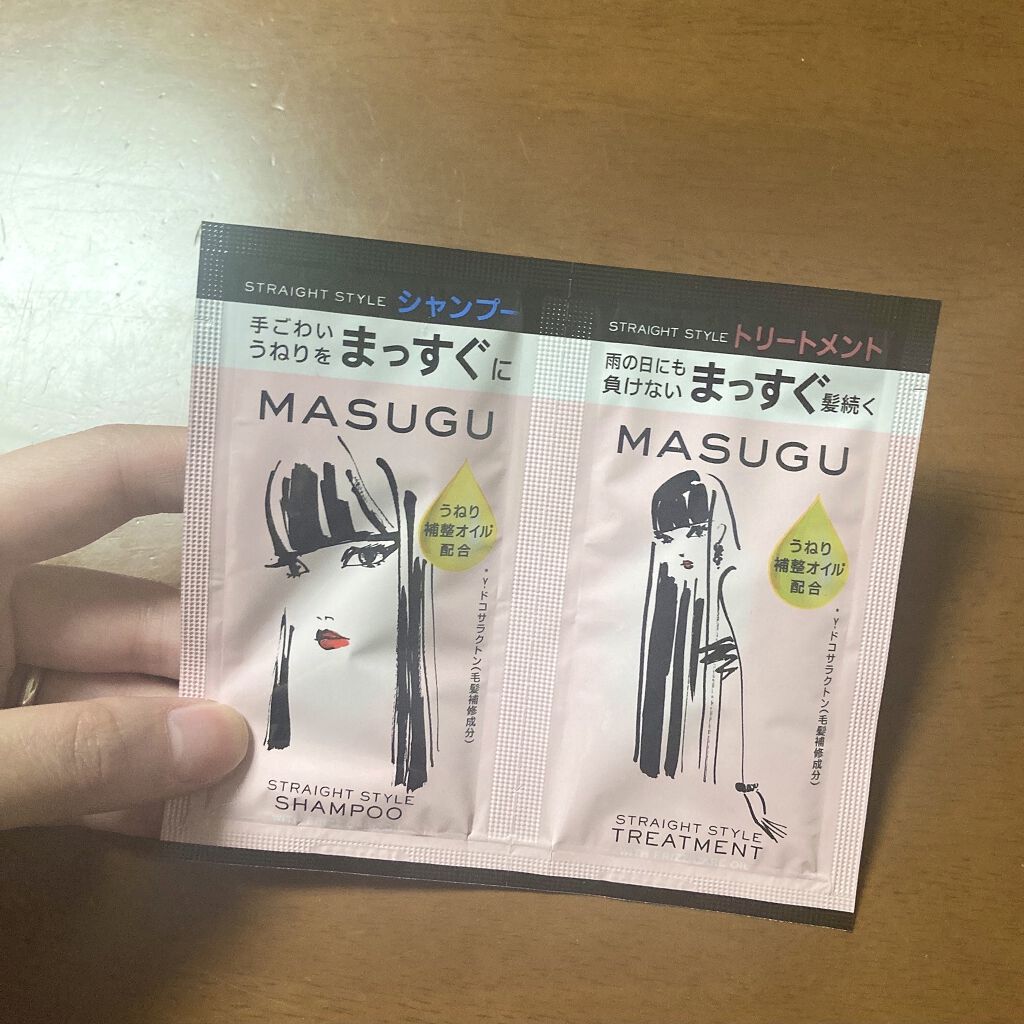 STRAIGHT STYLE シャンプー
手ごわい
うねりを まっすぐに
MASUGU
うねり
補整オイル*
配合
*γ-ドコサラクトン(毛髪補修成分)
STRAIGHT STYLE
SHAMPOO
STRAIGHT STYLE トリートメント
雨の日にも
負けない まっすぐ髪続く
MASUGU
うねり
補整オイル*
配合
*γ-ドコサラクトン(毛髪補修成分)
STRAIGHT STYLE
TREATMENT